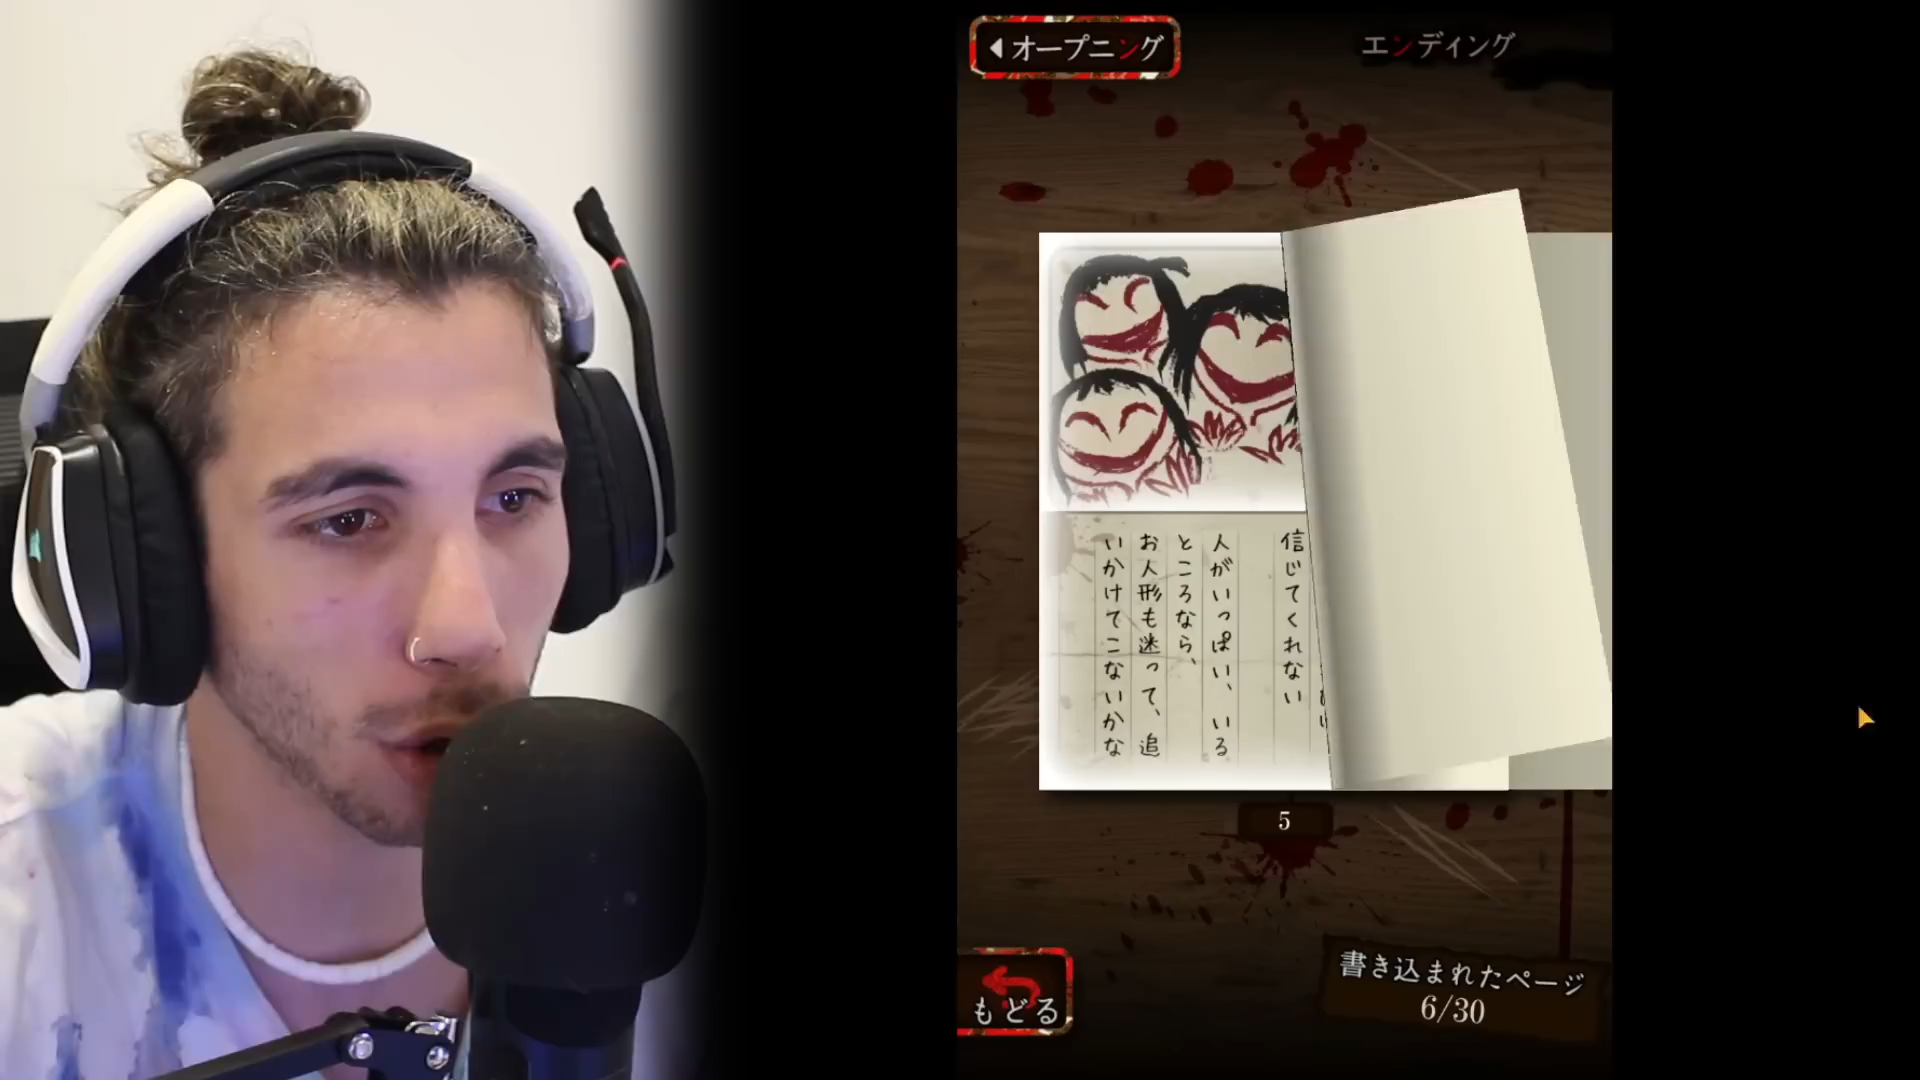 オープニング
エンディング
信じてくれない
人がいっぱい、いる
ところなら、
お人形も迷って、追
いかけてこないかな
5
もどる
書き込まれたページ
6/30